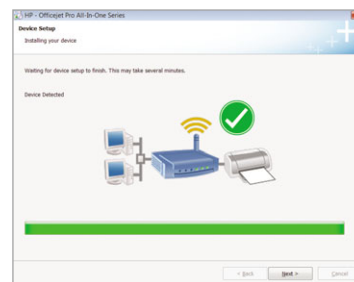 HP - Officejet Pro All-In-One Series
Device Setup
Installing your device
Waiting for device setup to finish. This may take several minutes.
Device Detected
< Back
Next >
Cancel